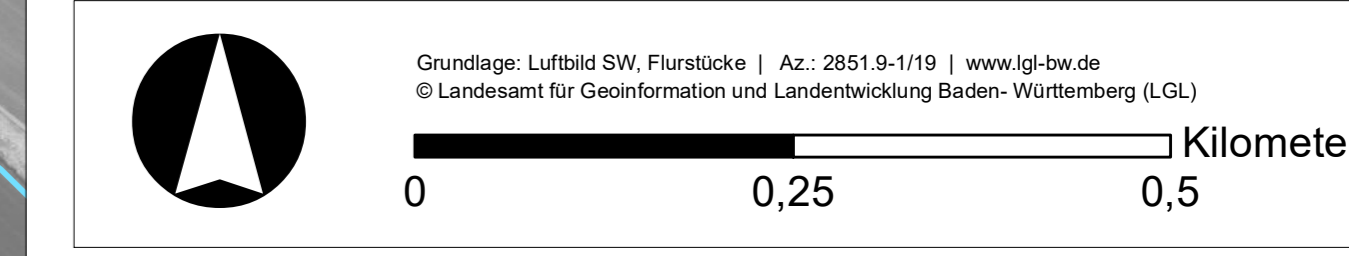 Grundlage: Luftbild SW, Flurstücke | Az.: 2851.9-1/19 | www.lgl-bw.de
© Landesamt für Geoinformation und Landentwicklung Baden- Württemberg (LGL)
Kilomete
0 0,25 0,5